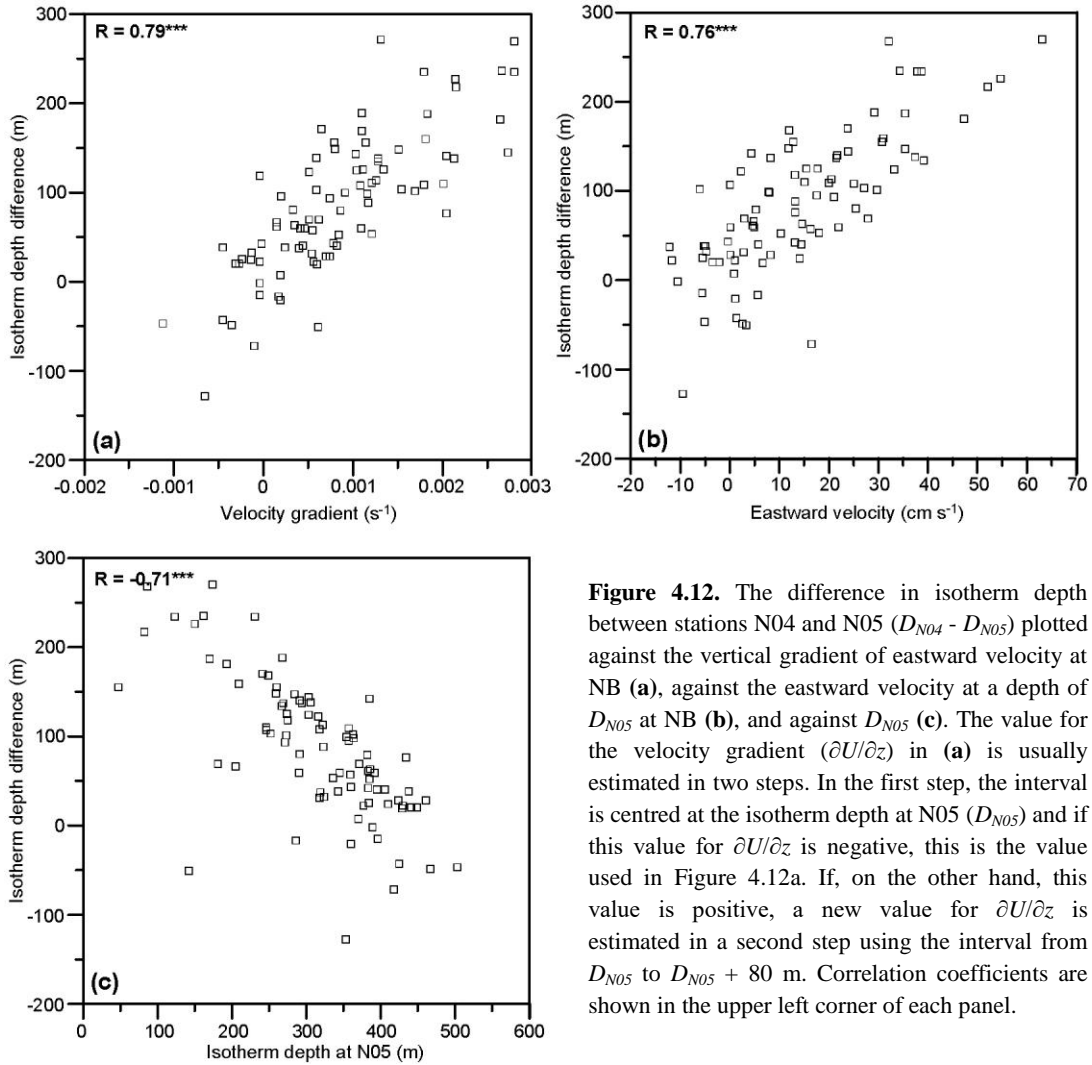 300
200
100
0
-100
-200
Isotherm depth difference (m)
R = 0.79***
(a)
-0.002 -0.001 0 0.001 0.002 0.003
Velocity gradient (s⁻¹)
300
200
100
0
-100
-200
Isotherm depth difference (m)
R = 0.76***
(b)
-20 -10 0 10 20 30 40 50 60 70
Eastward velocity (cm s⁻¹)
300
200
100
0
-100
-200
Isotherm depth difference (m)
R = -0.71***
(c)
0 100 200 300 400 500 600
Isotherm depth at N05 (m)
Figure 4.12. The difference in isotherm depth
between stations N04 and N05 (D_N04 - D_N05) plotted
against the vertical gradient of eastward velocity at
NB (a), against the eastward velocity at a depth of
D_N05 at NB (b), and against D_N05 (c). The value for
the velocity gradient (∂U/∂z) in (a) is usually
estimated in two steps. In the first step, the interval
is centred at the isotherm depth at N05 (D_N05) and if
this value for ∂U/∂z is negative, this is the value
used in Figure 4.12a. If, on the other hand, this
value is positive, a new value for ∂U/∂z is
estimated in a second step using the interval from
D_N05 to D_N05 + 80 m. Correlation coefficients are
shown in the upper left corner of each panel.